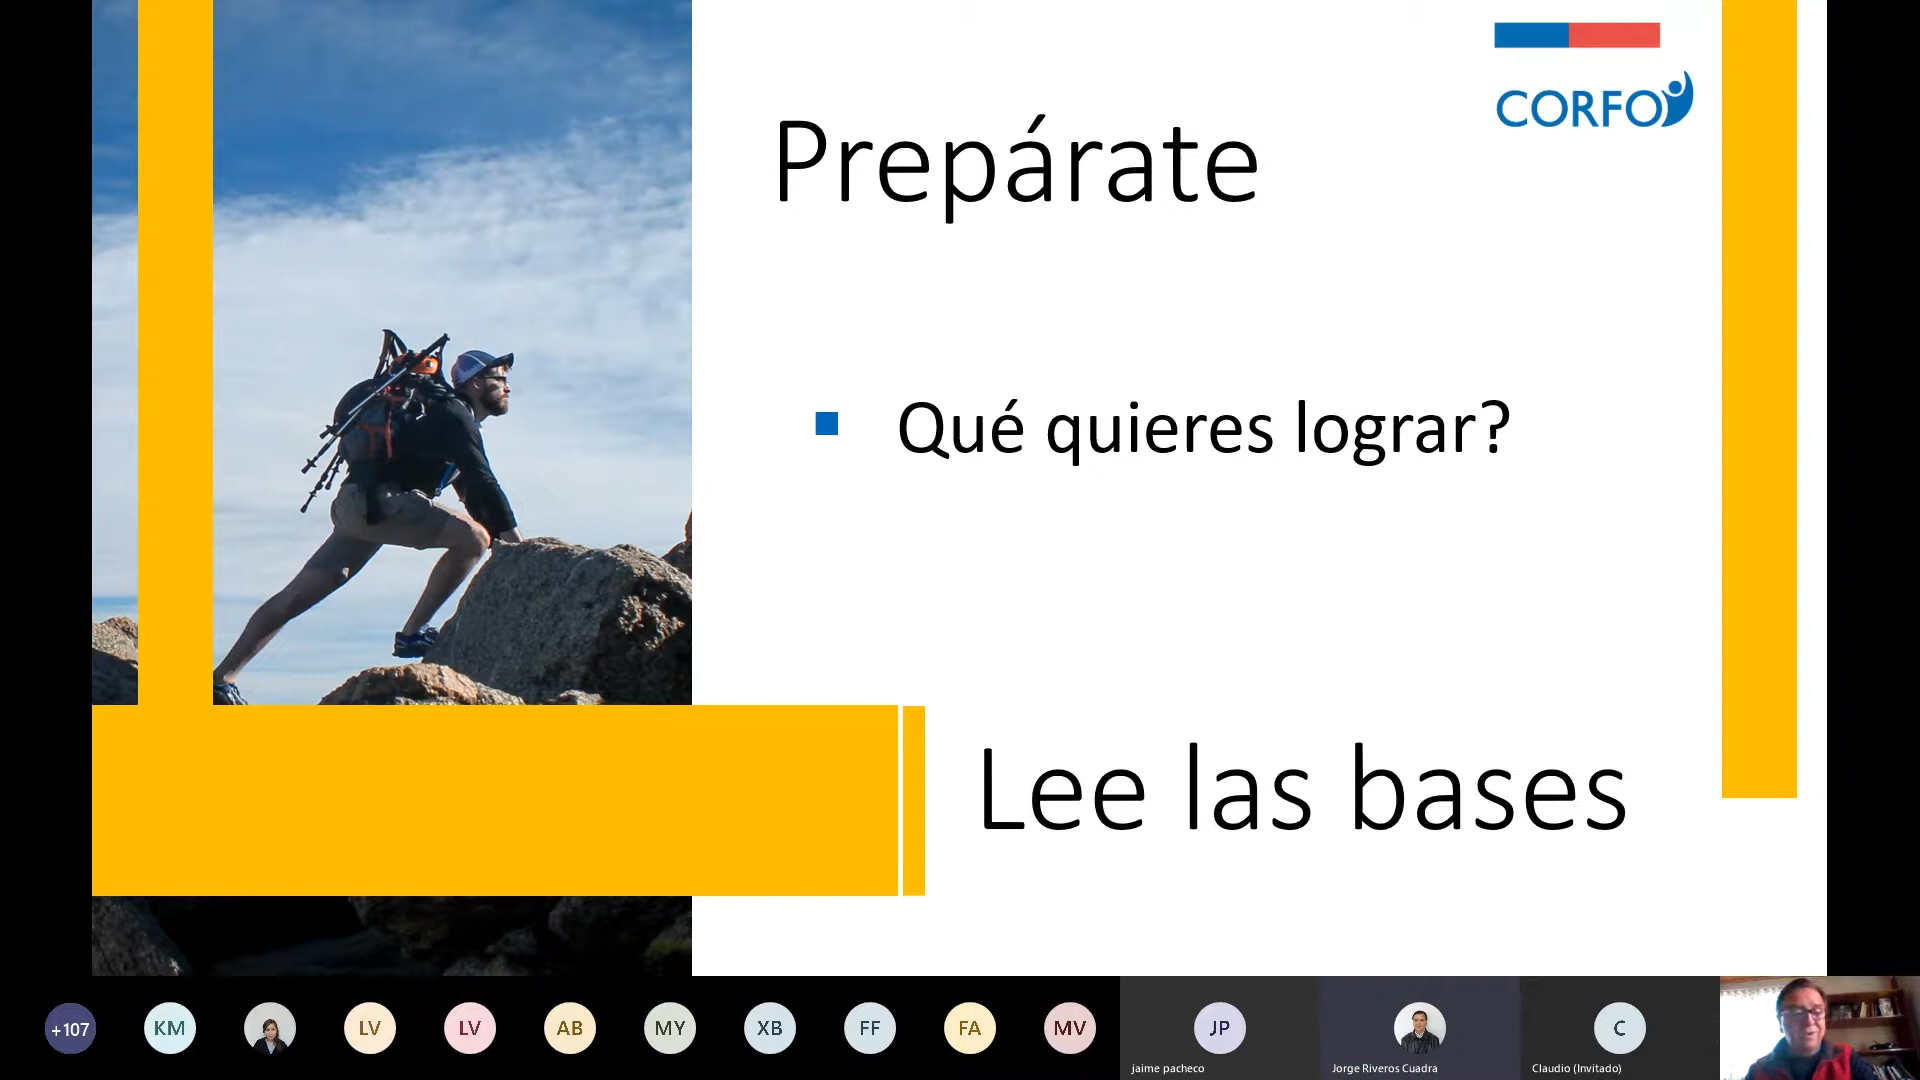 CORFO
Prepárate
Qué quieres lograr?
Lee las bases
+107
KM
LV
LV
AB
MY
XB
FF
FA
MV
JP
C
jaime pacheco
Jorge Riveros Cuadra
Claudio (Invitado)